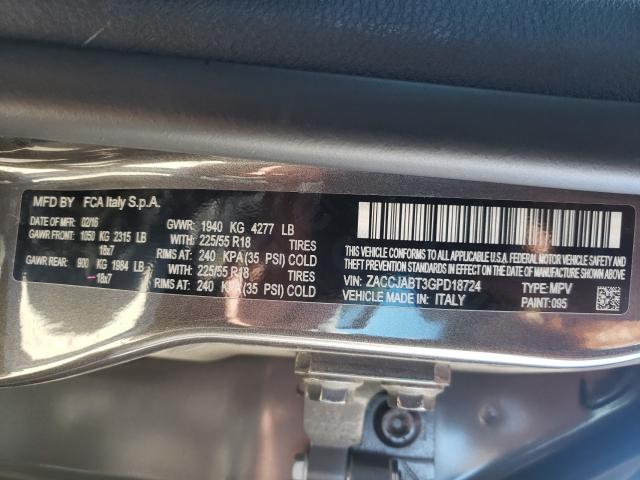 MFD BY FCA Italy S.p.A.
DATE OF MFD: 02/16 GVWR: 1940 KG 4277 LB
GAWR FRONT: 1050 KG 2315 LB WITH: 225/55 R18 TIRES
18x7 RIMS AT: 240 KPA (35 PSI) COLD
GAWR REAR: 900 KG 1984 LB WITH: 225/55 R18 TIRES
18x7 RIMS AT: 240 KPA (35 PSI) COLD
THIS VEHICLE CONFORMS TO ALL APPLICABLE
U.S.A. FEDERAL MOTOR VEHICLE SAFETY
BUMPER AND THEFT PREVENTION STANDARDS
IN EFFECT ON THE DATE OF MANUFACTURE SHOWN ABOVE
VIN: ZACCJABT3GPD18724 TYPE: MPV
VEHICLE MADE IN: ITALY PAINT: 095